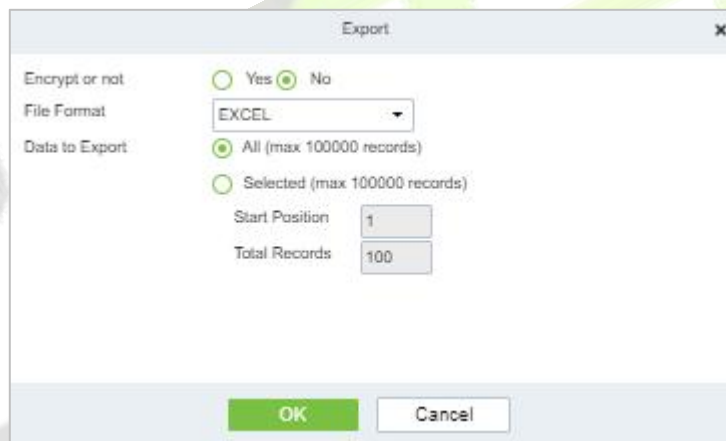 Export
Encrypt or not Yes No
File Format EXCEL
Data to Export All (max 100000 records)
Selected (max 100000 records)
Start Position 1
Total Records 100
OK Cancel